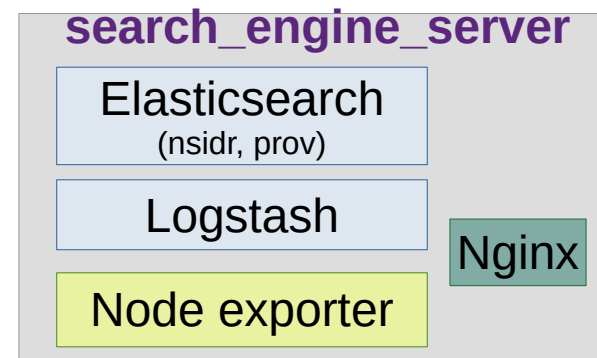 search_engine_server
Elasticsearch
(nsidr, prov)
Logstash
Nginx
Node exporter